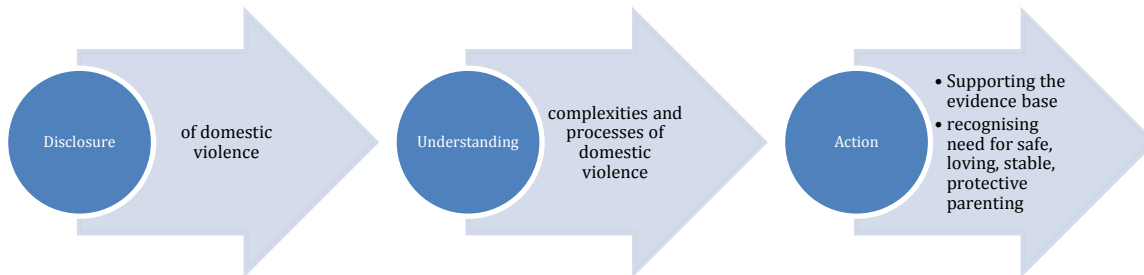 Disclosure
of domestic
violence
Understanding
complexities and
processes of
domestic
violence
Action
• Supporting the
evidence base
• recognising
need for safe,
loving, stable,
protective
parenting